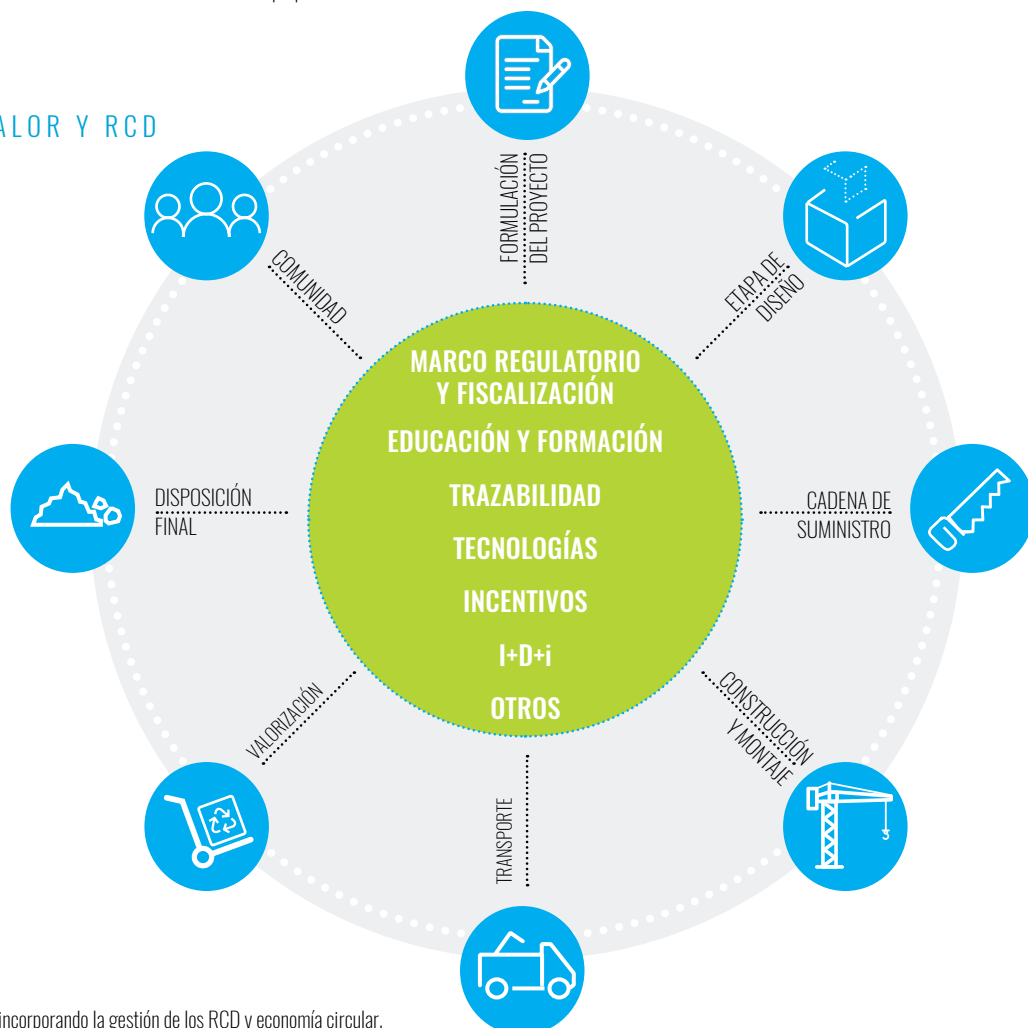 ALOR Y RCD
FORMULACIÓN
DEL PROYECTO
ETAPA DE
DISEÑO
CADENA DE
SUMINISTRO
CONSTRUCCIÓN
Y MONTAJE
TRANSPORTE
VALORIZACIÓN
DISPOSICIÓN
FINAL
COMUNIDAD
MARCO REGULATORIO
Y FISCALIZACIÓN
EDUCACIÓN Y FORMACIÓN
TRAZABILIDAD
TECNOLOGÍAS
INCENTIVOS
I+D+i
OTROS
incorporando la gestión de los RCD y economía circular.